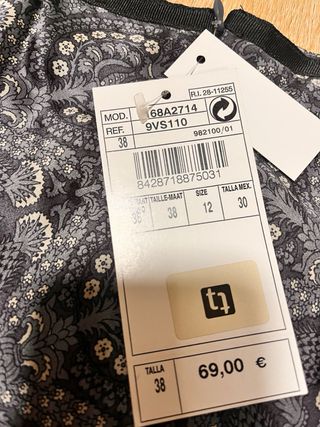 R.I. 28-11255
MOD. 68A2714
REF. 9VS110
38
982100/01
8428718875031
TAILLE-MAAT SIZE TALLA MEX.
38 12 30
tt
TALLA
38
69,00 €